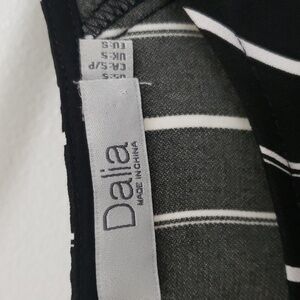 Dalia
MADE IN CHINA
US:S
CA:S/P
UK:S
EU:S